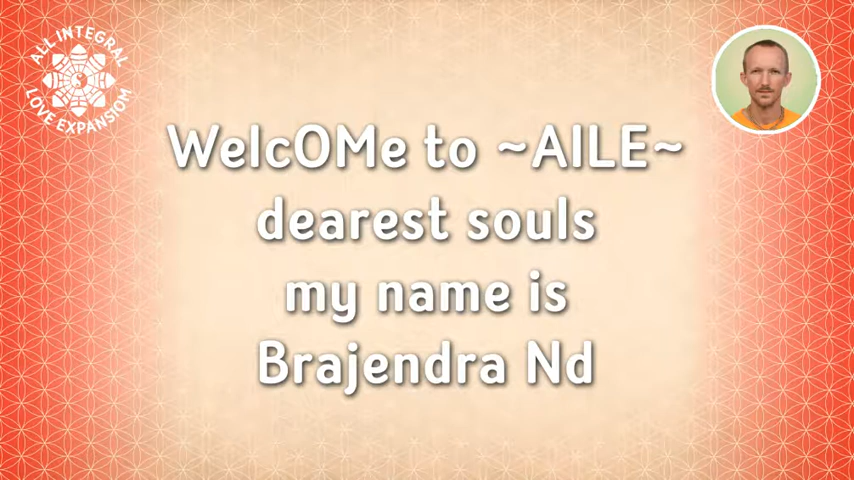 ALL INTEGRAL
LOVE EXPANSIOM
WelcOMe to ~AILE~
dearest souls
my name is
Brajendra Nd